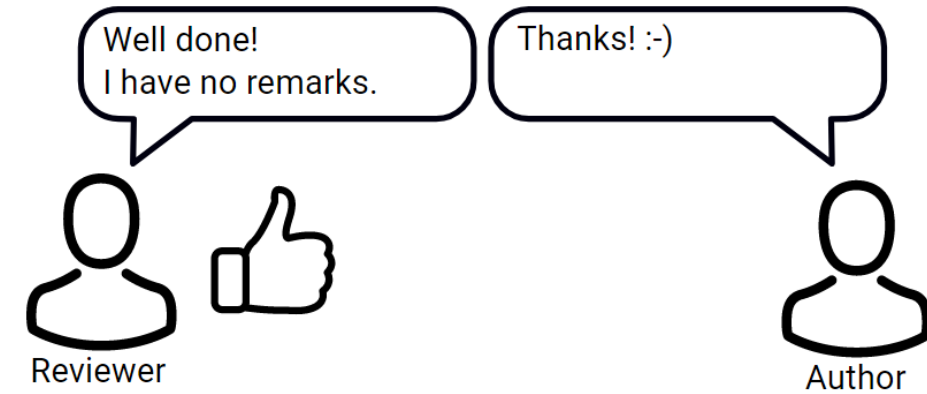 Well done!
I have no remarks.
Thanks! :-)
Reviewer
Author